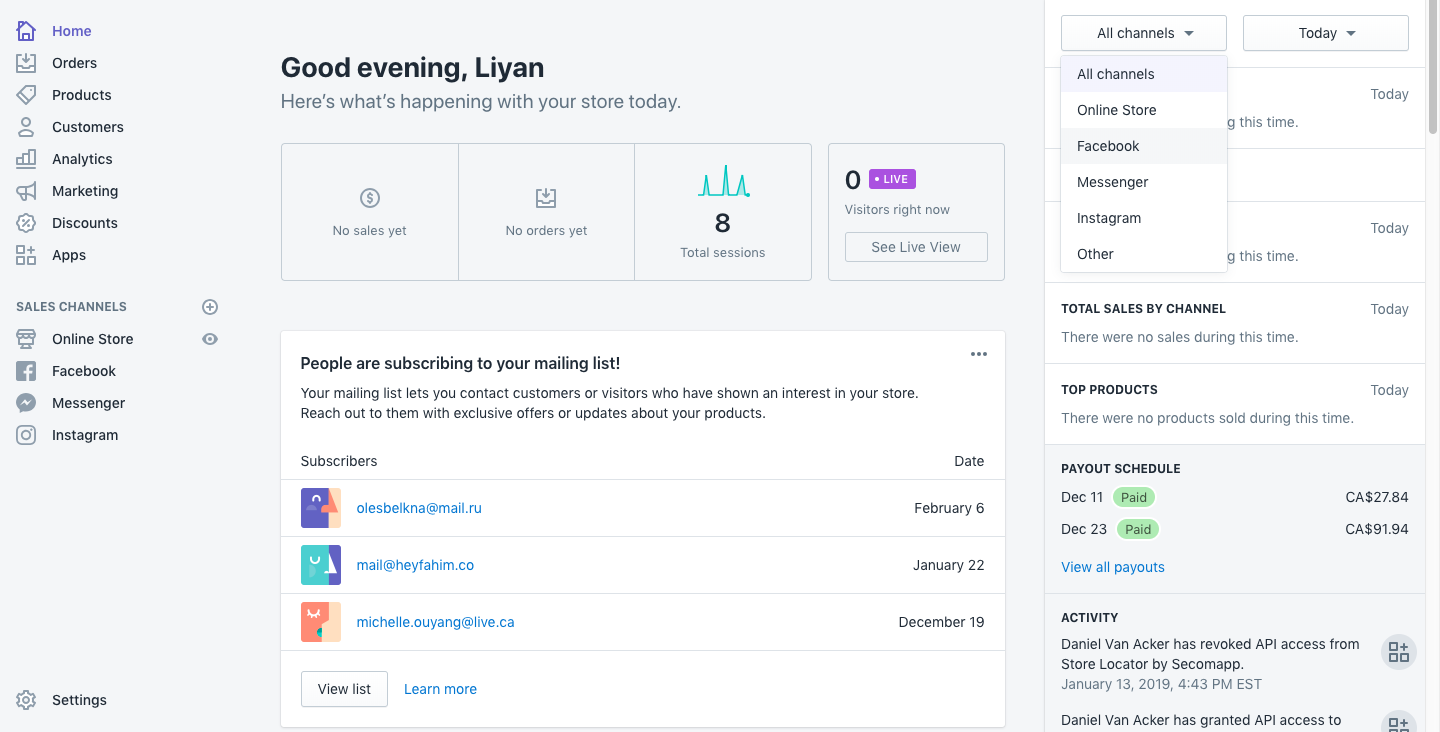 Home
Orders
Products
Customers
Analytics
Marketing
Discounts
Apps
SALES CHANNELS
Online Store
Facebook
Messenger
Instagram
Settings
Good evening, Liyan
Here’s what’s happening with your store today.
No sales yet
No orders yet
8
Total sessions
0 • LIVE
Visitors right now
See Live View
People are subscribing to your mailing list!
Your mailing list lets you contact customers or visitors who have shown an interest in your store.
Reach out to them with exclusive offers or updates about your products.
Subscribers Date
olesbelkna@mail.ru February 6
mail@heyfahim.co January 22
michelle.ouyang@live.ca December 19
View list Learn more
All channels Today
All channels
Online Store
Facebook
Messenger
Instagram
Other
Today
g this time.
Today
g this time.
TOTAL SALES BY CHANNEL Today
There were no sales during this time.
TOP PRODUCTS Today
There were no products sold during this time.
PAYOUT SCHEDULE
Dec 11 Paid CA$27.84
Dec 23 Paid CA$91.94
View all payouts
ACTIVITY
Daniel Van Acker has revoked API access from
Store Locator by Secomapp.
January 13, 2019, 4:43 PM EST
Daniel Van Acker has granted API access to